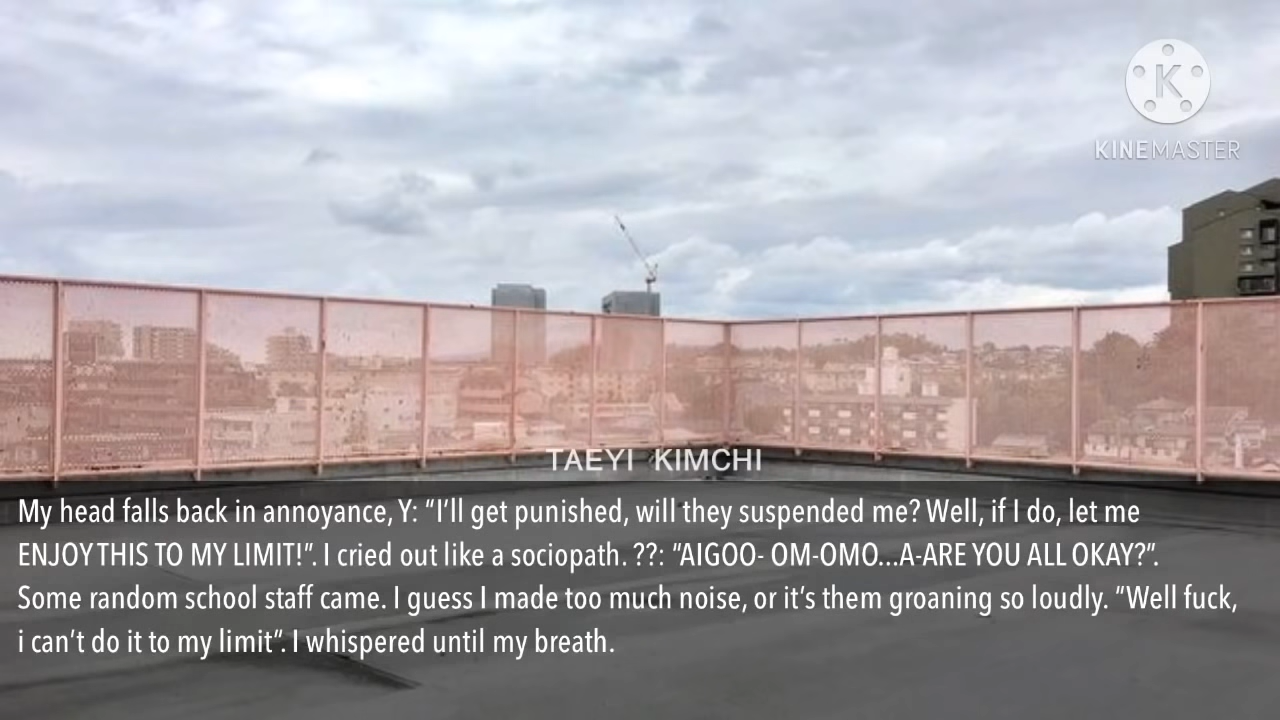 K
KINEMASTER
TAEYI KIMCHI
My head falls back in annoyance, Y: “I’ll get punished, will they suspended me? Well, if I do, let me
ENJOY THIS TO MY LIMIT!”. I cried out like a sociopath. ??: “AIGOO- OM-OMO...A-ARE YOU ALL OKAY?”.
Some random school staff came. I guess I made too much noise, or it’s them groaning so loudly. “Well fuck,
i can’t do it to my limit“. I whispered until my breath.